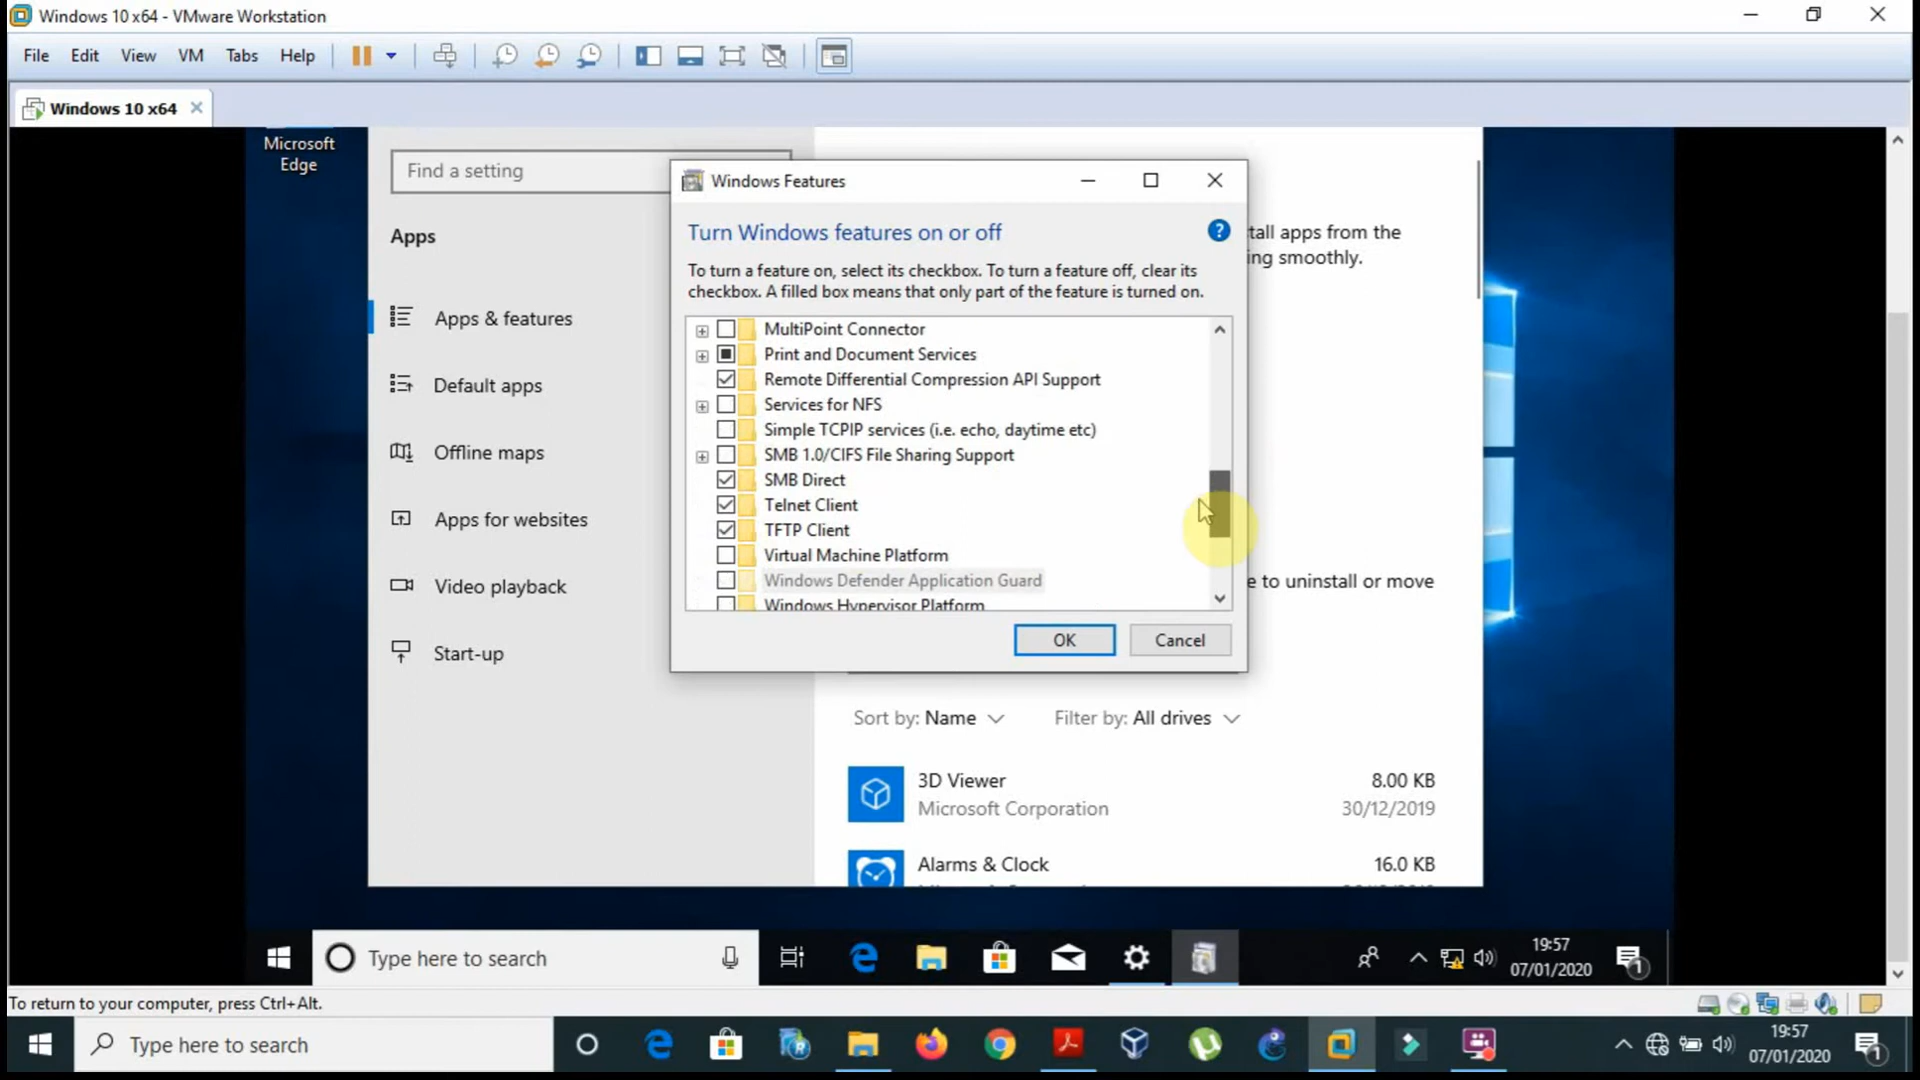 Windows 10 x64 - VMware Workstation
File Edit View VM Tabs Help
Windows 10 x64
Microsoft
Edge
Find a setting
Apps
Apps & features
Default apps
Offline maps
Apps for websites
Video playback
Start-up
Windows Features
Turn Windows features on or off
To turn a feature on, select its checkbox. To turn a feature off, clear its
checkbox. A filled box means that only part of the feature is turned on.
MultiPoint Connector
Print and Document Services
Remote Differential Compression API Support
Services for NFS
Simple TCPIP services (i.e. echo, daytime etc)
SMB 1.0/CIFS File Sharing Support
SMB Direct
Telnet Client
TFTP Client
Virtual Machine Platform
Windows Defender Application Guard
Windows Hypervisor Platform
OK Cancel
tall apps from the
ing smoothly.
e to uninstall or move
Sort by: Name Filter by: All drives
3D Viewer 8.00 KB
Microsoft Corporation 30/12/2019
Alarms & Clock 16.0 KB
Type here to search
19:57
07/01/2020
1
To return to your computer, press Ctrl+Alt.
Type here to search
19:57
07/01/2020
1